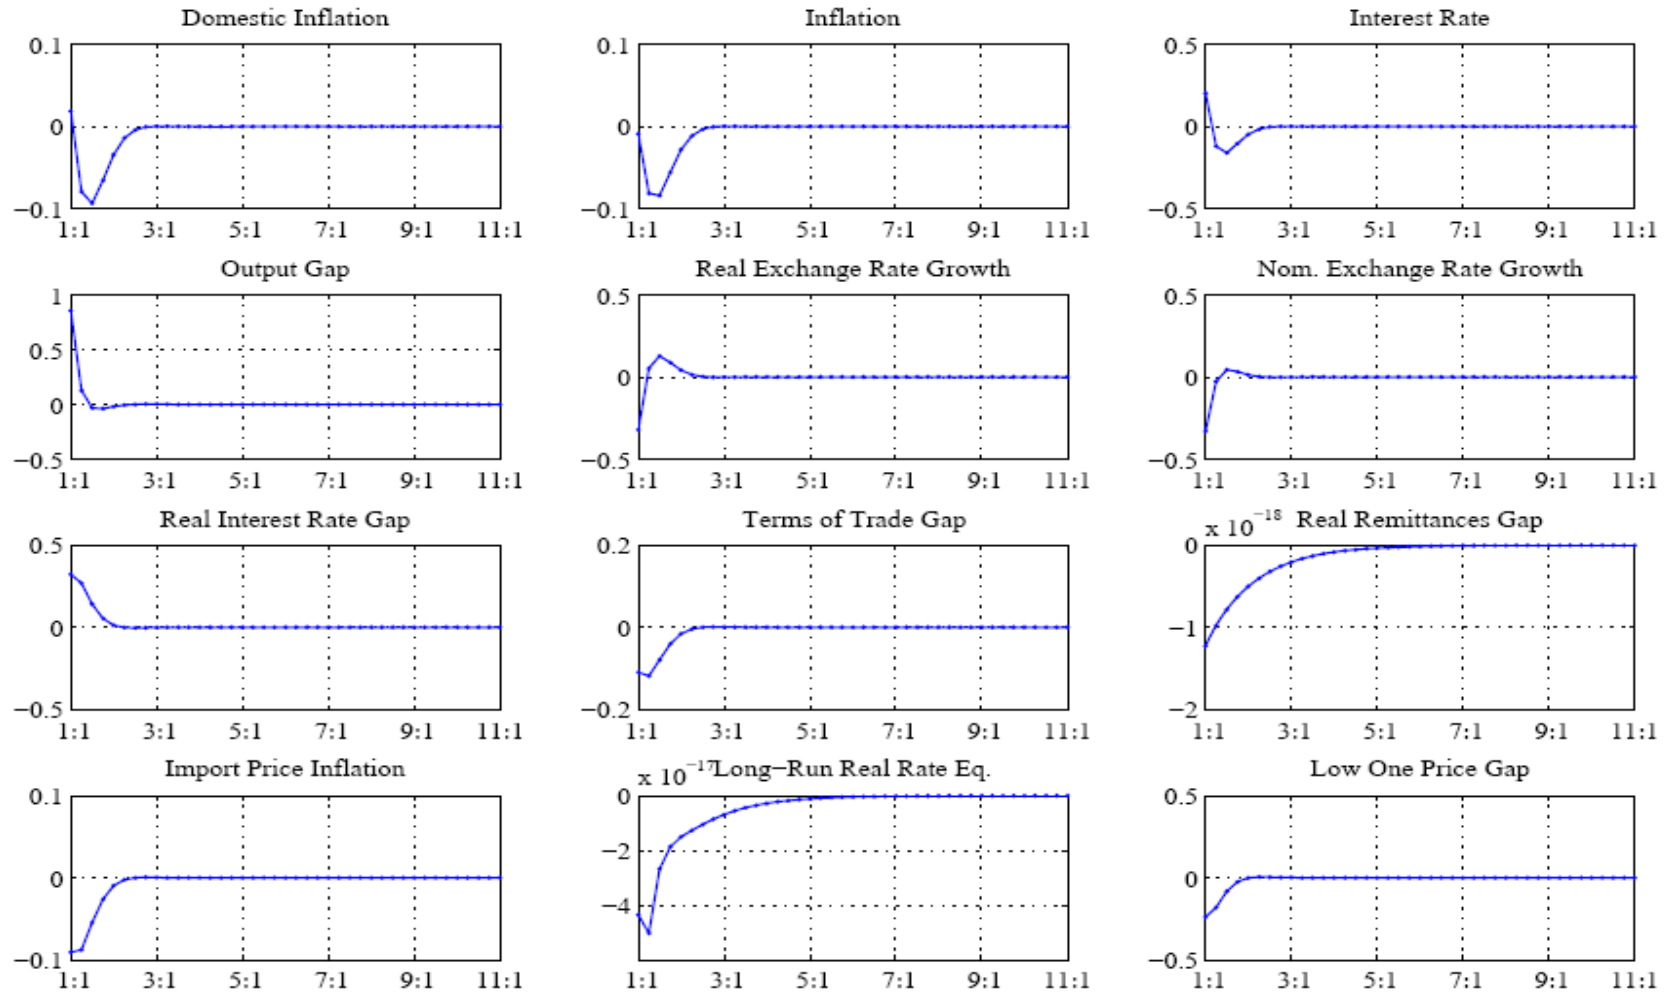 Domestic Inflation
0.1
0
−0.1
1:1 3:1 5:1 7:1 9:1 11:1
Inflation
0.1
0
−0.1
1:1 3:1 5:1 7:1 9:1 11:1
Interest Rate
0.5
0
−0.5
1:1 3:1 5:1 7:1 9:1 11:1
Output Gap
1
0.5
0
−0.5
1:1 3:1 5:1 7:1 9:1 11:1
Real Exchange Rate Growth
0.5
0
−0.5
1:1 3:1 5:1 7:1 9:1 11:1
Nom. Exchange Rate Growth
0.5
0
−0.5
1:1 3:1 5:1 7:1 9:1 11:1
Real Interest Rate Gap
0.5
0
−0.5
1:1 3:1 5:1 7:1 9:1 11:1
Terms of Trade Gap
0.2
0
−0.2
1:1 3:1 5:1 7:1 9:1 11:1
x 10⁻¹⁸ Real Remittances Gap
0
−1
−2
1:1 3:1 5:1 7:1 9:1 11:1
Import Price Inflation
0.1
0
−0.1
1:1 3:1 5:1 7:1 9:1 11:1
x 10⁻¹⁷Long−Run Real Rate Eq.
0
−2
−4
1:1 3:1 5:1 7:1 9:1 11:1
Low One Price Gap
0.5
0
−0.5
1:1 3:1 5:1 7:1 9:1 11:1